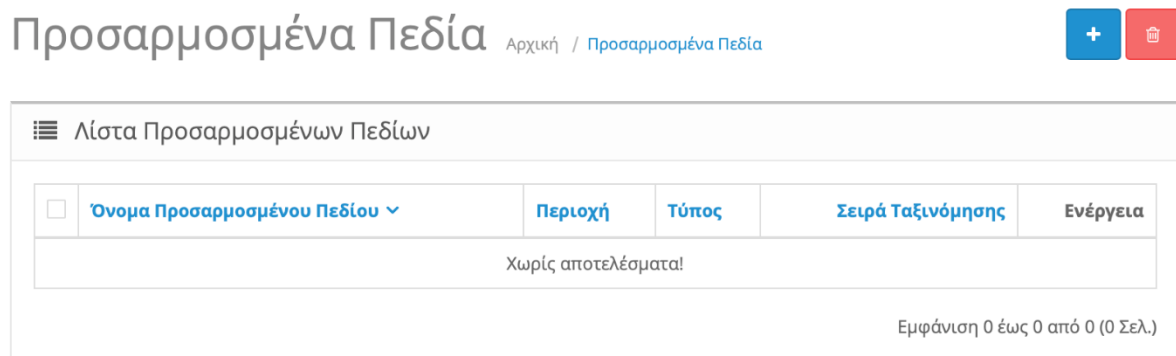 Προσαρμοσμένα Πεδία Αρχική / Προσαρμοσμένα Πεδία
Λίστα Προσαρμοσμένων Πεδίων
Όνομα Προσαρμοσμένου Πεδίου Περιοχή Τύπος Σειρά Ταξινόμησης Ενέργεια
Χωρίς αποτελέσματα!
Εμφάνιση 0 έως 0 από 0 (0 Σελ.)